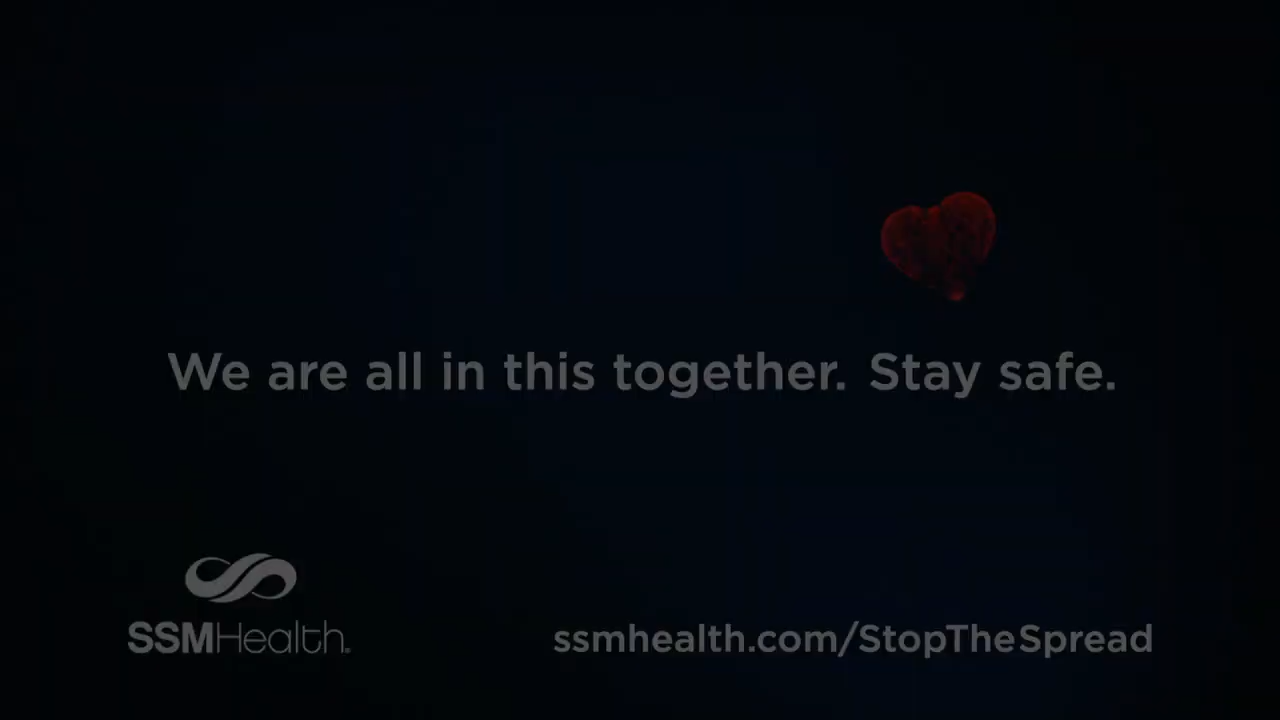 We are all in this together. Stay safe.
SSMHealth.
ssmhealth.com/StopTheSpread